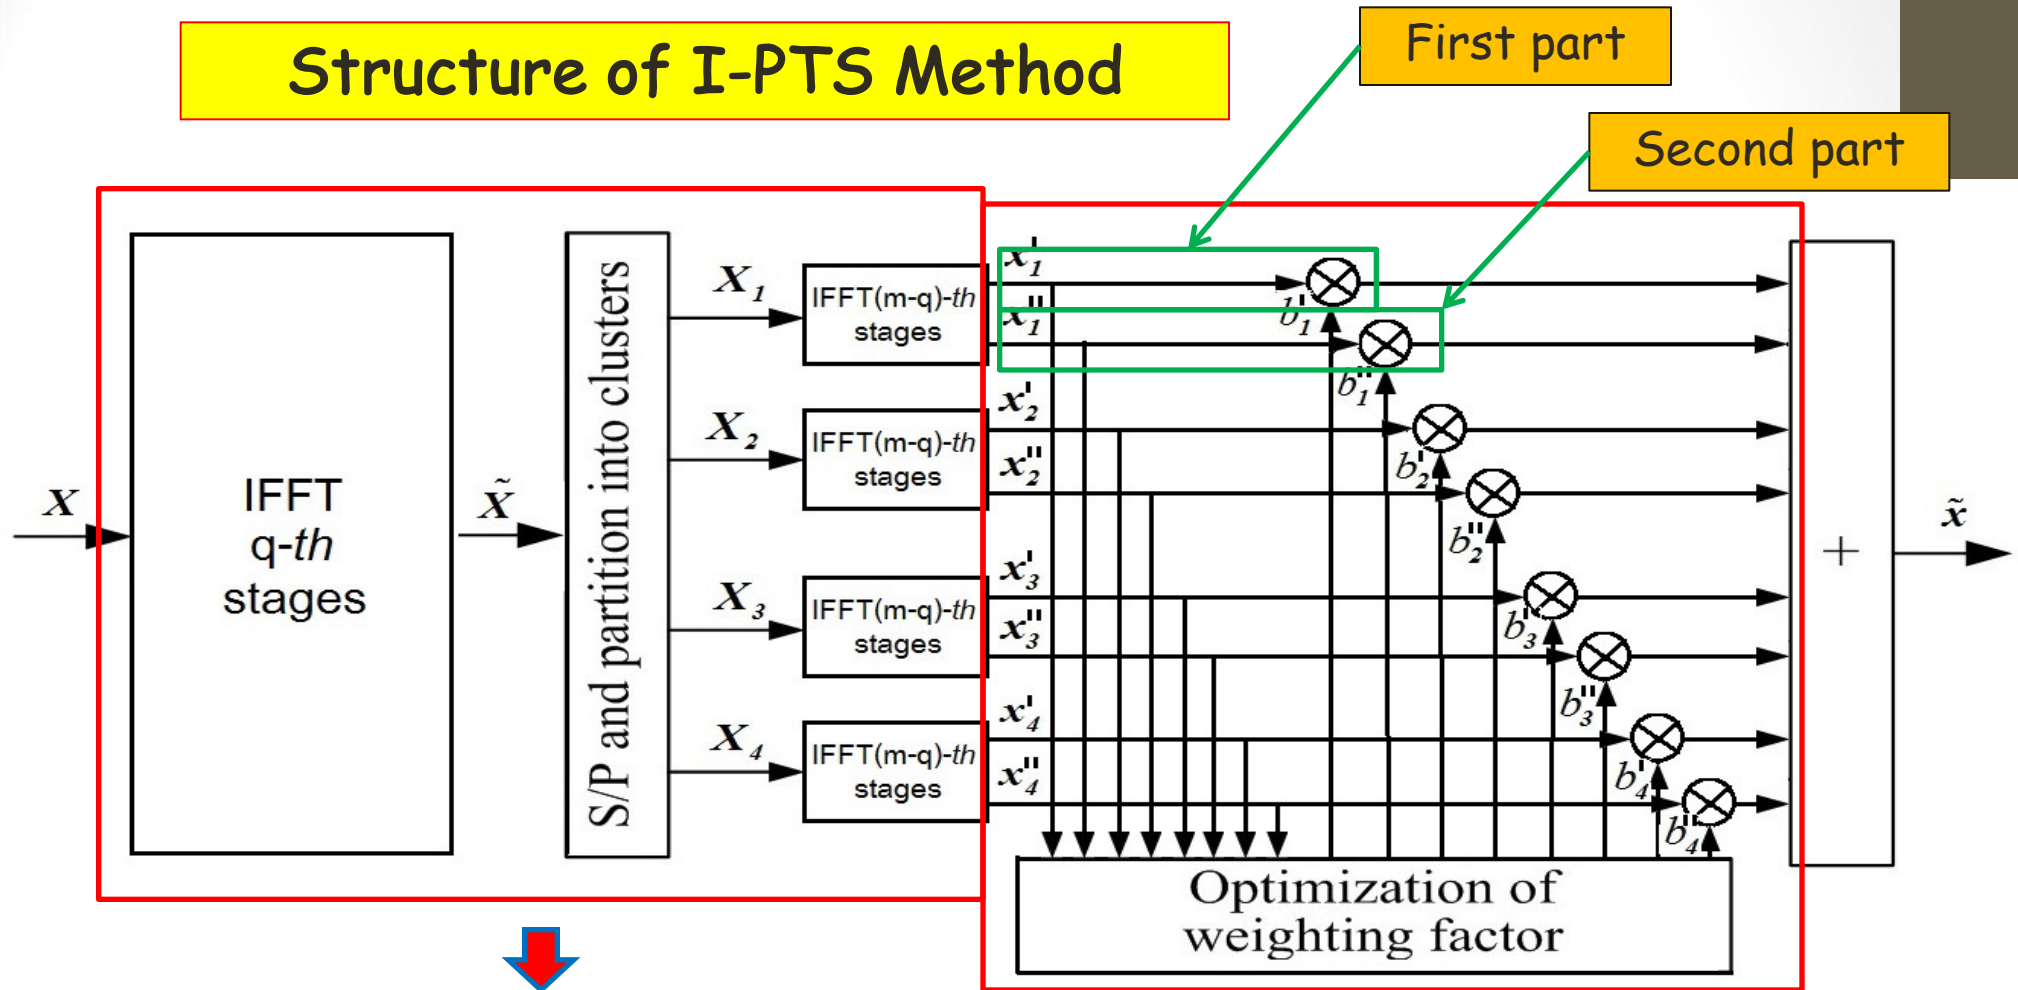 Structure of I-PTS Method
First part
Second part
X
IFFT
q-th
stages
X̃
S/P and partition into clusters
X₁
X₂
X₃
X₄
IFFT(m-q)-th
stages
IFFT(m-q)-th
stages
IFFT(m-q)-th
stages
IFFT(m-q)-th
stages
x'₁
x''₁
x'₂
x''₂
x'₃
x''₃
x'₄
x''₄
b'₁
b''₁
b'₂
b''₂
b'₃
b''₃
b'₄
b''₄
Optimization of
weighting factor
+
x̃